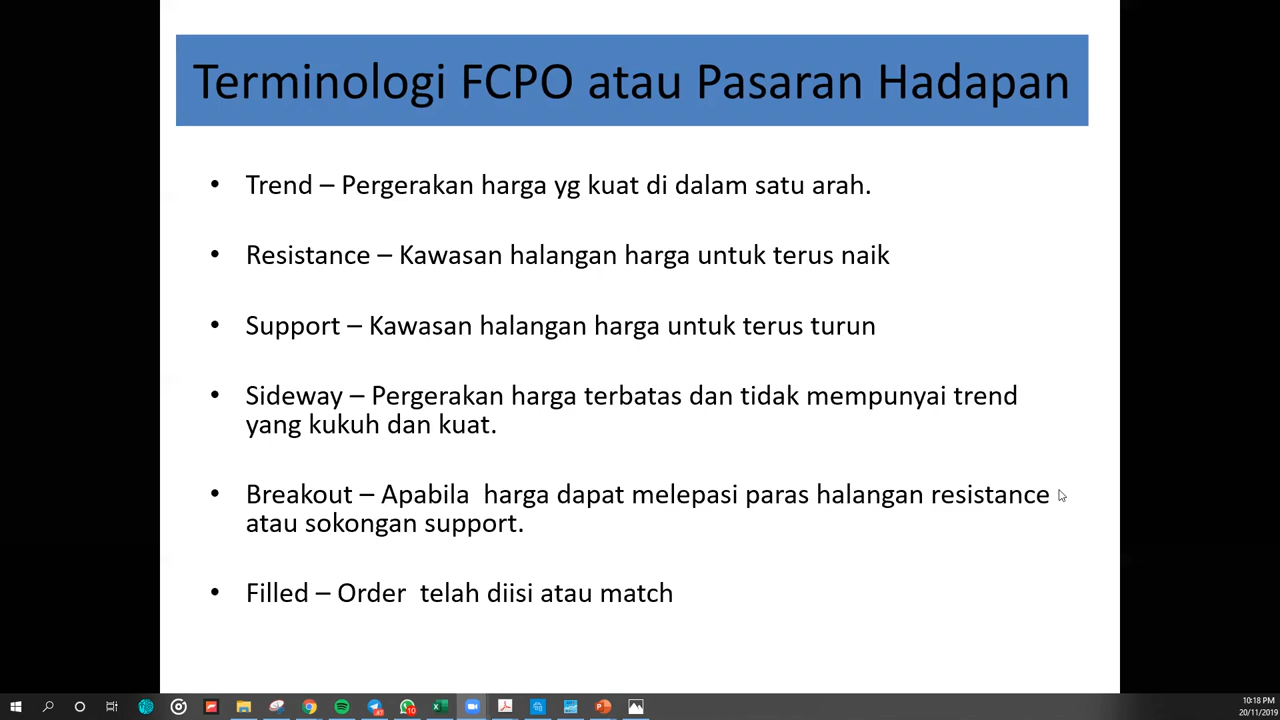 Terminologi FCPO atau Pasaran Hadapan
• Trend – Pergerakan harga yg kuat di dalam satu arah.
• Resistance – Kawasan halangan harga untuk terus naik
• Support – Kawasan halangan harga untuk terus turun
• Sideway – Pergerakan harga terbatas dan tidak mempunyai trend
yang kukuh dan kuat.
• Breakout – Apabila  harga dapat melepasi paras halangan resistance
atau sokongan support.
• Filled – Order  telah diisi atau match
10:18 PM
20/11/2019